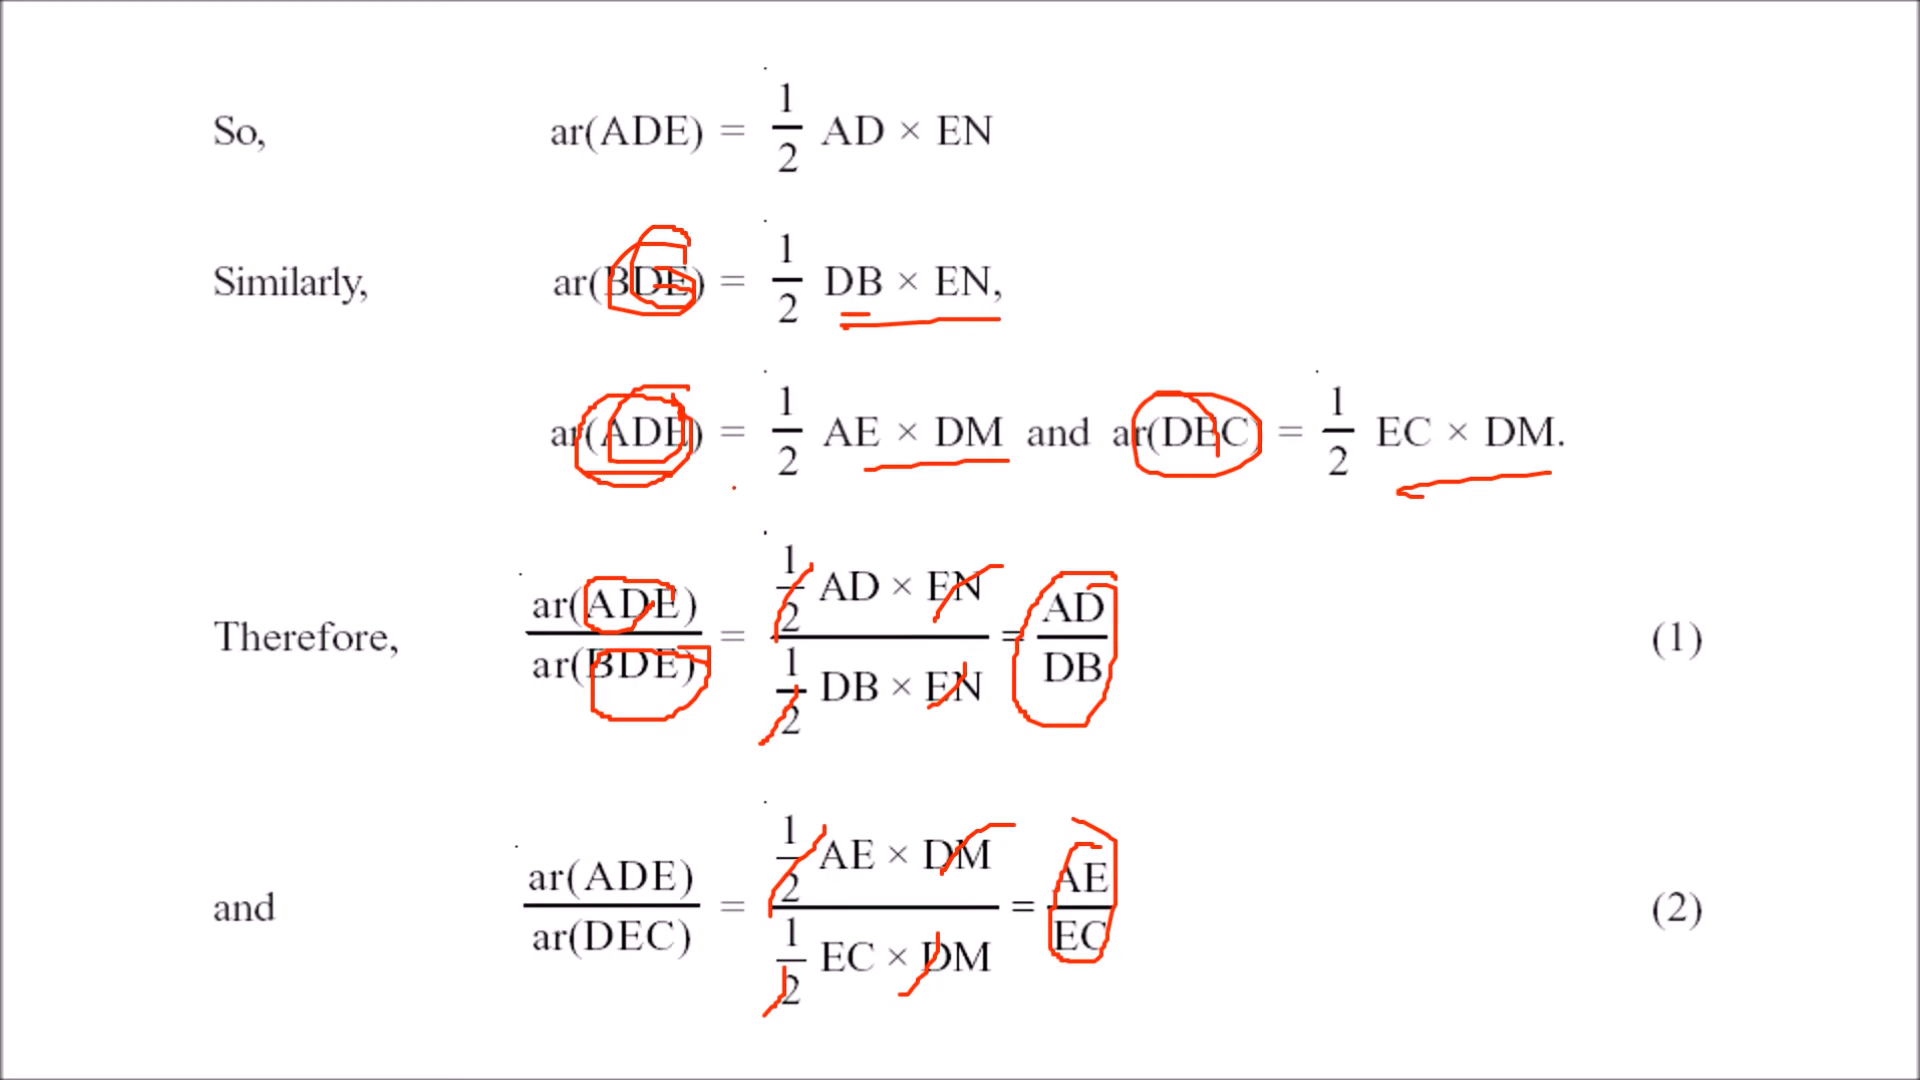 So, ar(ADE) = 1/2 AD × EN
Similarly, ar(BDE) = 1/2 DB × EN,
ar(ADE) = 1/2 AE × DM and ar(DEC) = 1/2 EC × DM.
Therefore, ar(ADE)/ar(BDE) = (1/2 AD × EN)/(1/2 DB × EN) = AD/DB (1)
and ar(ADE)/ar(DEC) = (1/2 AE × DM)/(1/2 EC × DM) = AE/EC (2)